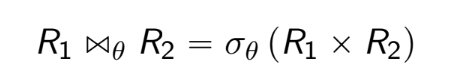 R₁ ⋈_θ R₂ = σ_θ (R₁ × R₂)